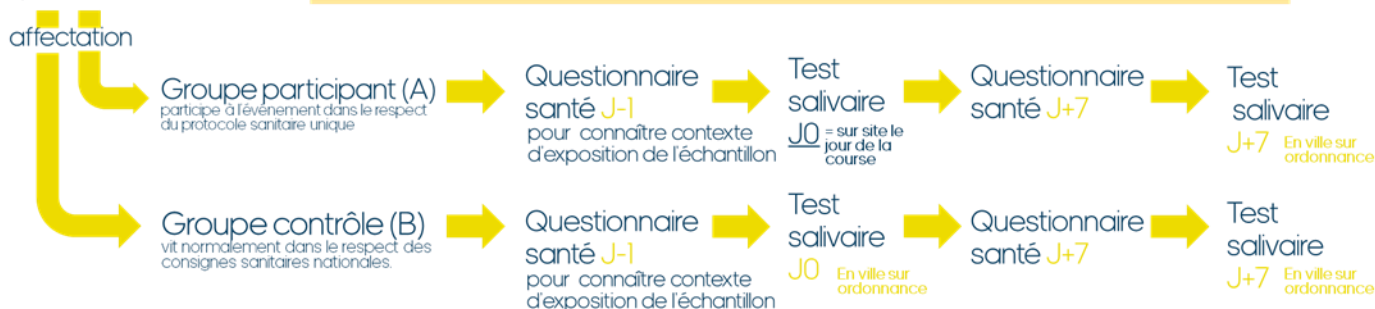 affectation
Groupe participant (A)
participe à l'événement dans le respect
du protocole sanitaire unique
Questionnaire
santé J-1
pour connaître contexte
d'exposition de l'échantillon
Test
salivaire
J0 = sur site le
jour de la
course
Questionnaire
santé J+7
Test
salivaire
J+7 En ville sur
ordonnance
Groupe contrôle (B)
vit normalement dans le respect des
consignes sanitaires nationales.
Questionnaire
santé J-1
pour connaître contexte
d'exposition de l'échantillon
Test
salivaire
J0 En ville sur
ordonnance
Questionnaire
santé J+7
Test
salivaire
J+7 En ville sur
ordonnance